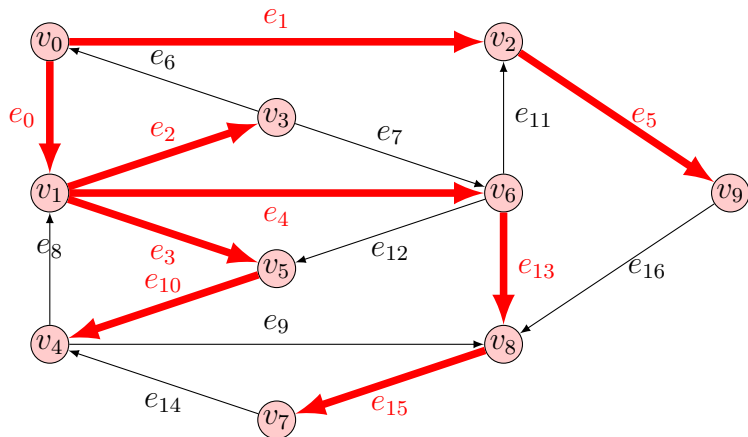 e₁
v₀
v₂
e₆
v₃
e₀
e₂
e₇
e₁₁
e₅
v₁
v₆
v₉
e₄
e₈
e₃
e₁₂
v₅
e₁₀
e₁₃
e₁₆
e₉
v₄
v₈
e₁₄
v₇
e₁₅